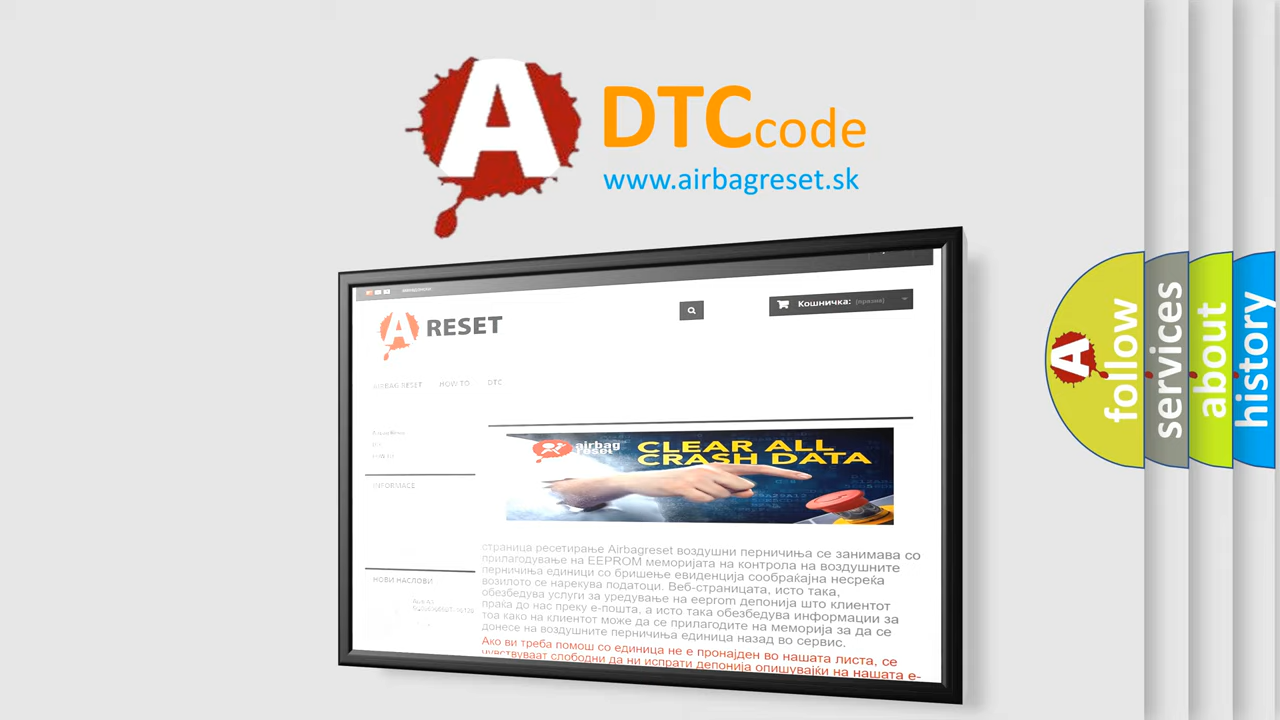 A
DTC code
www.airbagreset.sk
A RESET
Кошничка: (празна)
AIRBAG RESET HOW TO DTC
INFORMACE
airbag
reset
CLEAR ALL
CRASH DATA
страница ресетирање Airbagreset воздушни перничиња се занимава со
прилагодување на EEPROM меморијата на контрола на воздушните
перничиња единици со бришење евиденција сообраќајна несреќа
возилото се нарекува податоци. Веб-страницата, исто така,
обезбедува услуги за уредување на eeprom депонија што клиентот
праќа до нас преку е-пошта, а исто така обезбедува информации за
тоа како на клиентот може да се прилагодите на меморија за да се
донесе на воздушните перничиња единица назад во сервис.
Ако ви треба помош со единица не е пронајден во нашата листа, се
чувствуваат слободни да ни испрати депонија опишувајќи на нашата е-
НОВИ НАСЛОВИ
A
follow
services
about
history